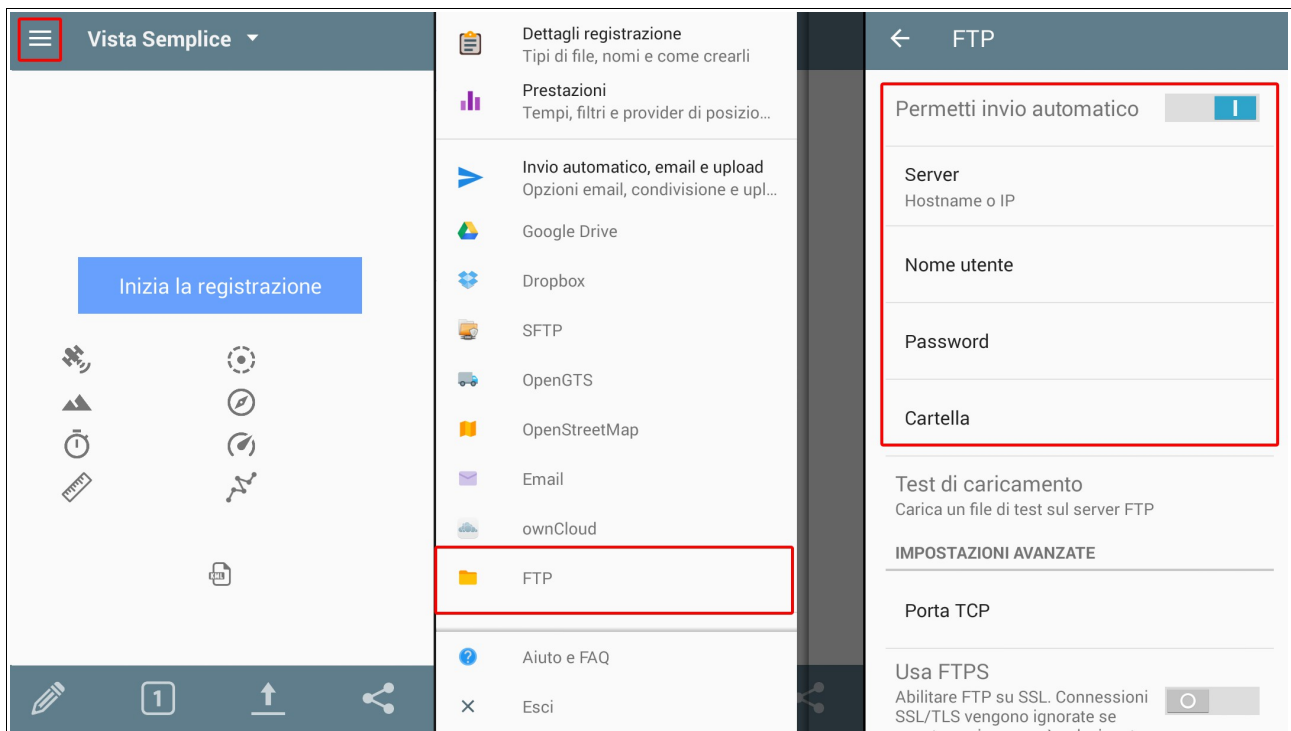 Vista Semplice
Inizia la registrazione
KML
1
Dettagli registrazione
Tipi di file, nomi e come crearli
Prestazioni
Tempi, filtri e provider di posizio...
Invio automatico, email e upload
Opzioni email, condivisione e upl...
Google Drive
Dropbox
SFTP
OpenGTS
OpenStreetMap
Email
ownCloud
FTP
Aiuto e FAQ
Esci
FTP
Permetti invio automatico
Server
Hostname o IP
Nome utente
Password
Cartella
Test di caricamento
Carica un file di test sul server FTP
IMPOSTAZIONI AVANZATE
Porta TCP
Usa FTPS
Abilitare FTP su SSL. Connessioni
SSL/TLS vengono ignorate se